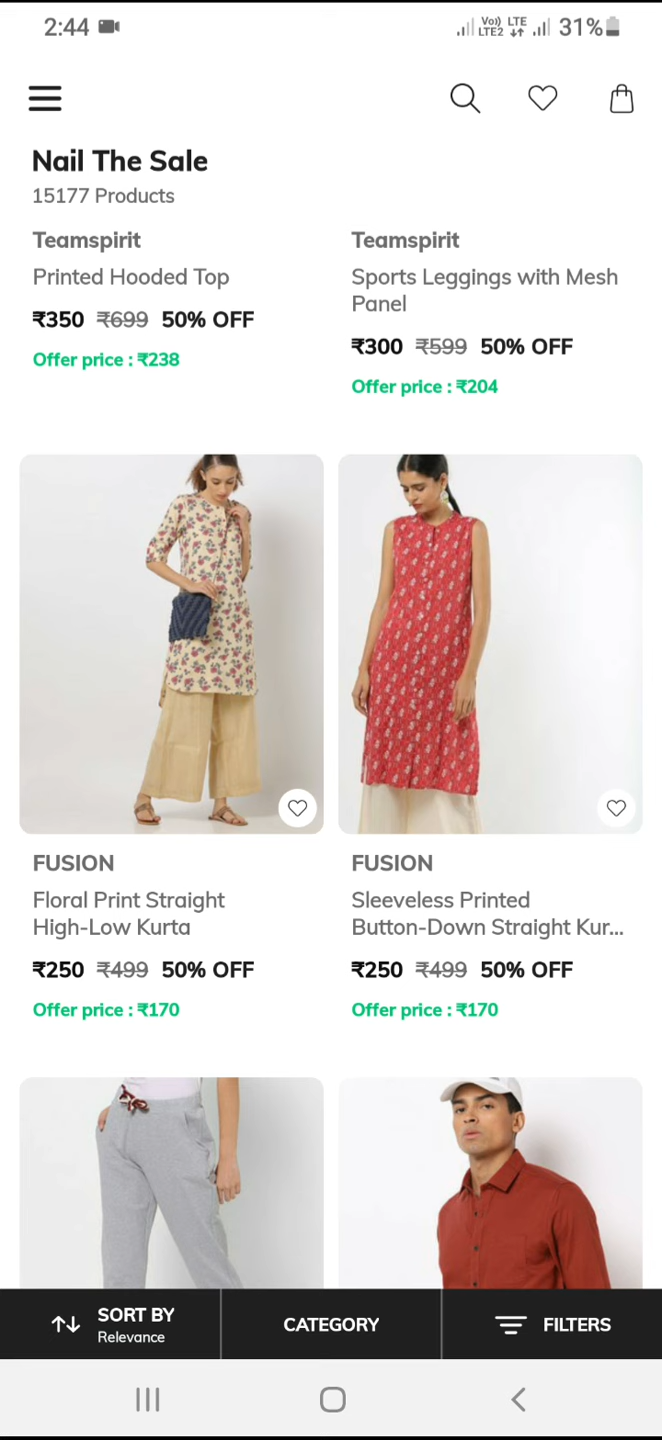 2:44
Vo)) LTE 31%
LTE2
Nail The Sale
15177 Products
Teamspirit
Printed Hooded Top
₹350 ₹699 50% OFF
Offer price : ₹238
Teamspirit
Sports Leggings with Mesh
Panel
₹300 ₹599 50% OFF
Offer price : ₹204
FUSION
Floral Print Straight
High-Low Kurta
₹250 ₹499 50% OFF
Offer price : ₹170
FUSION
Sleeveless Printed
Button-Down Straight Kur...
₹250 ₹499 50% OFF
Offer price : ₹170
SORT BY
Relevance
CATEGORY
FILTERS